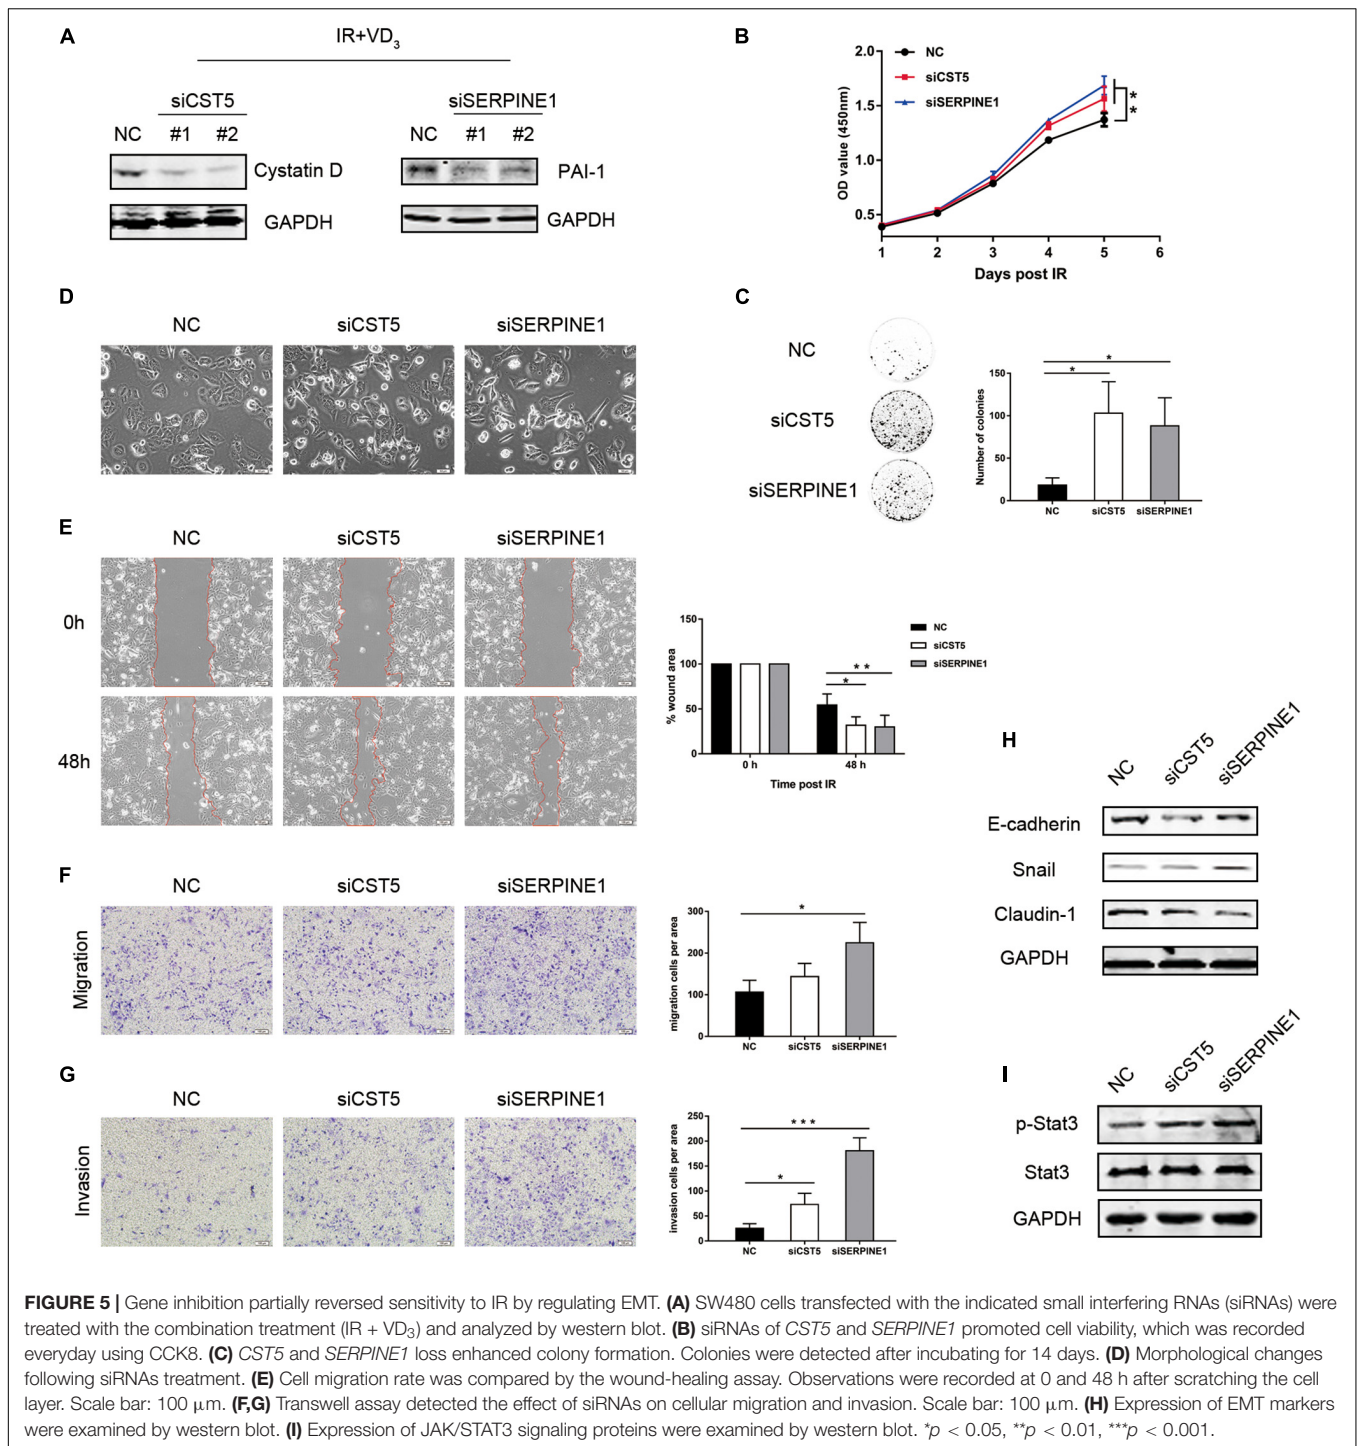 A
IR+VD3
siCST5
siSERPINE1
NC #1 #2
NC #1 #2
Cystatin D
PAI-1
GAPDH
GAPDH
B
NC
siCST5
siSERPINE1
2.0
1.5
1.0
0.5
OD value (450nm)
* *
1 2 3 4 5 6
Days post IR
D
NC siCST5 siSERPINE1
C
NC
siCST5
siSERPINE1
Number of colonies
150
100
50
0
*
*
NC siCST5 siSERPINE1
E
NC siCST5 siSERPINE1
0h
48h
% wound area
150
100
50
0
NC
siCST5
siSERPINE1
* *
*
0 h 48 h
Time post IR
F
NC siCST5 siSERPINE1
Migration
migration cells per area
300
200
100
0
*
NC siCST5 siSERPINE1
G
NC siCST5 siSERPINE1
Invasion
invasion cells per area
250
200
150
100
50
0
* * *
*
NC siCST5 siSERPINE1
H
NC siCST5 siSERPINE1
E-cadherin
Snail
Claudin-1
GAPDH
I
NC siCST5 siSERPINE1
p-Stat3
Stat3
GAPDH
FIGURE 5 | Gene inhibition partially reversed sensitivity to IR by regulating EMT. (A) SW480 cells transfected with the indicated small interfering RNAs (siRNAs) were
treated with the combination treatment (IR + VD3) and analyzed by western blot. (B) siRNAs of CST5 and SERPINE1 promoted cell viability, which was recorded
everyday using CCK8. (C) CST5 and SERPINE1 loss enhanced colony formation. Colonies were detected after incubating for 14 days. (D) Morphological changes
following siRNAs treatment. (E) Cell migration rate was compared by the wound-healing assay. Observations were recorded at 0 and 48 h after scratching the cell
layer. Scale bar: 100 μm. (F,G) Transwell assay detected the effect of siRNAs on cellular migration and invasion. Scale bar: 100 μm. (H) Expression of EMT markers
were examined by western blot. (I) Expression of JAK/STAT3 signaling proteins were examined by western blot. *p < 0.05, **p < 0.01, ***p < 0.001.